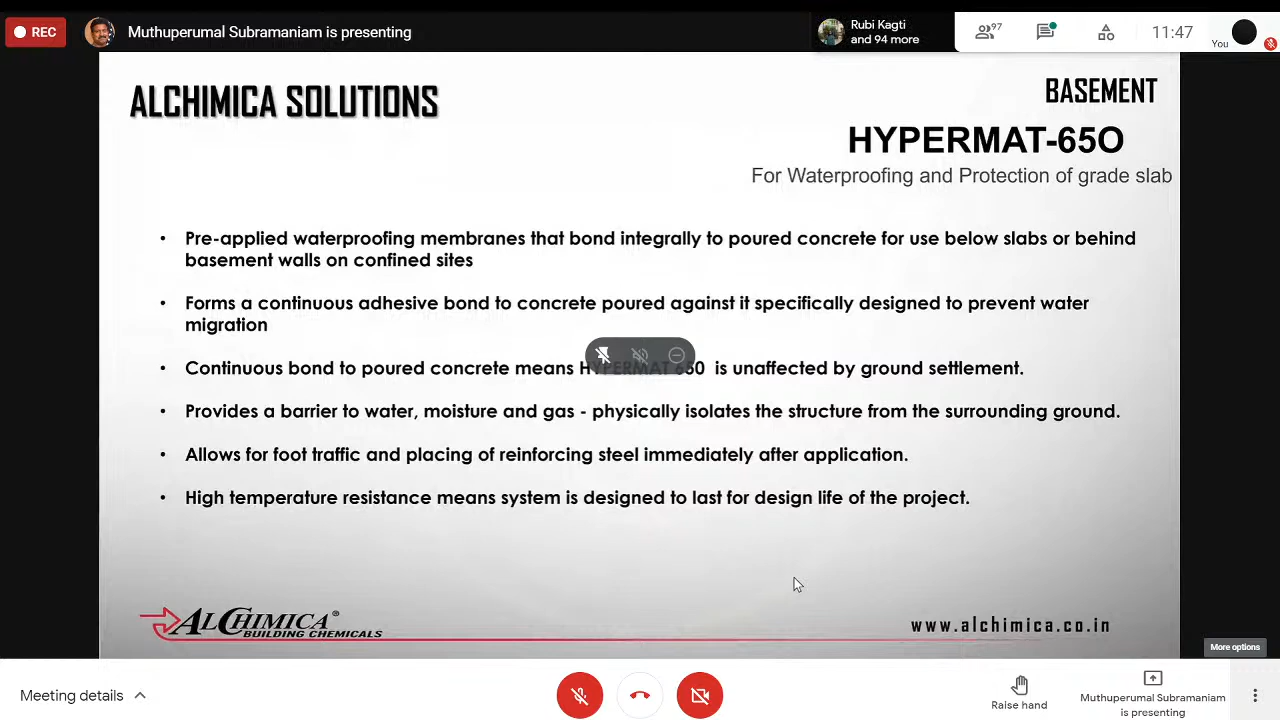 REC
Muthuperumal Subramaniam is presenting
Rubi Kagti
and 94 more
97
11:47
You
ALCHIMICA SOLUTIONS
BASEMENT
HYPERMAT-65O
For Waterproofing and Protection of grade slab
• Pre-applied waterproofing membranes that bond integrally to poured concrete for use below slabs or behind
basement walls on confined sites
• Forms a continuous adhesive bond to concrete poured against it specifically designed to prevent water
migration
• Continuous bond to poured concrete means HYPERMAT 650 is unaffected by ground settlement.
• Provides a barrier to water, moisture and gas - physically isolates the structure from the surrounding ground.
• Allows for foot traffic and placing of reinforcing steel immediately after application.
• High temperature resistance means system is designed to last for design life of the project.
ALCHIMICA®
BUILDING CHEMICALS
www.alchimica.co.in
More options
Meeting details
Raise hand
Muthuperumal Subramaniam
is presenting